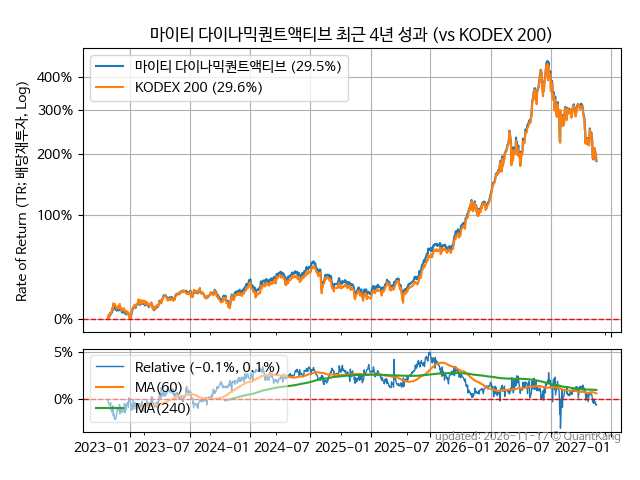 마이티 다이나믹퀀트액티브 최근 4년 성과 (vs KODEX 200)
Rate of Return (TR; 배당재투자, Log)
400%
300%
200%
100%
0%
마이티 다이나믹퀀트액티브 (29.5%)
KODEX 200 (29.6%)
5%
0%
Relative (−0.1%, 0.1%)
MA(60)
MA(240)
updated: 2026-11-17 © QuantKang
2023-01 2023-07 2024-01 2024-07 2025-01 2025-07 2026-01 2026-07 2027-01